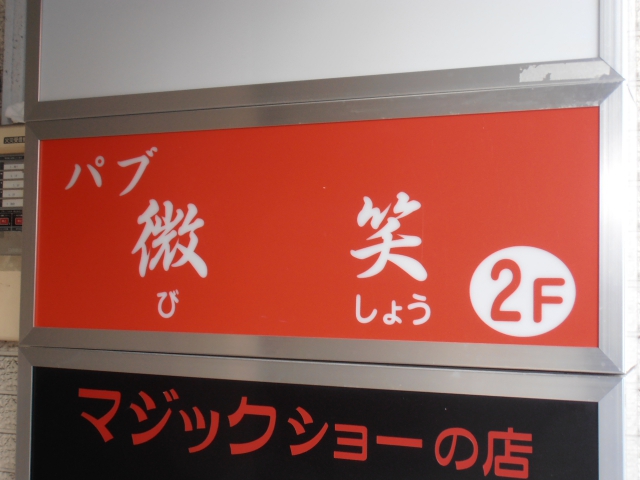 パブ
微笑
びしょう
2F
マジックショーの店